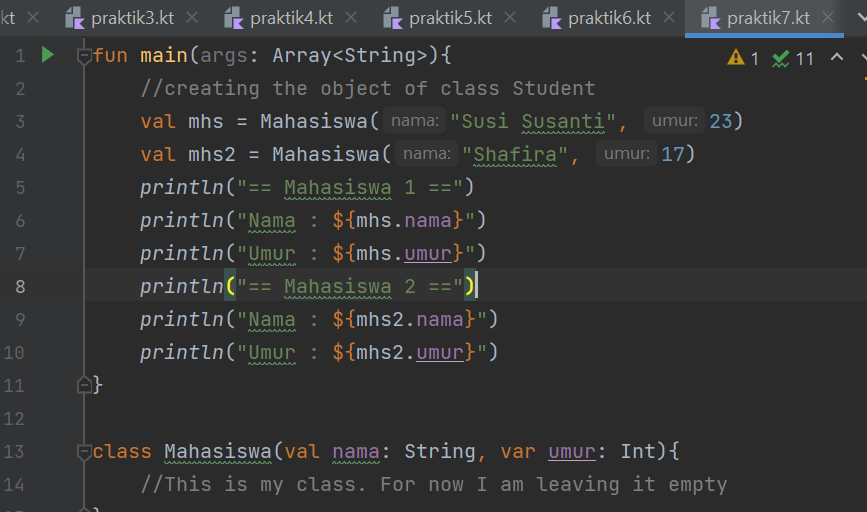 kt praktik3.kt praktik4.kt praktik5.kt praktik6.kt praktik7.kt
1 fun main(args: Array<String>){ 1 11
2 //creating the object of class Student
3 val mhs = Mahasiswa( nama: "Susi Susanti", umur: 23)
4 val mhs2 = Mahasiswa( nama: "Shafira", umur: 17)
5 println("== Mahasiswa 1 ==")
6 println("Nama : ${mhs.nama}")
7 println("Umur : ${mhs.umur}")
8 println("== Mahasiswa 2 ==")
9 println("Nama : ${mhs2.nama}")
10 println("Umur : ${mhs2.umur}")
11 }
12
13 class Mahasiswa(val nama: String, var umur: Int){
14 //This is my class. For now I am leaving it empty